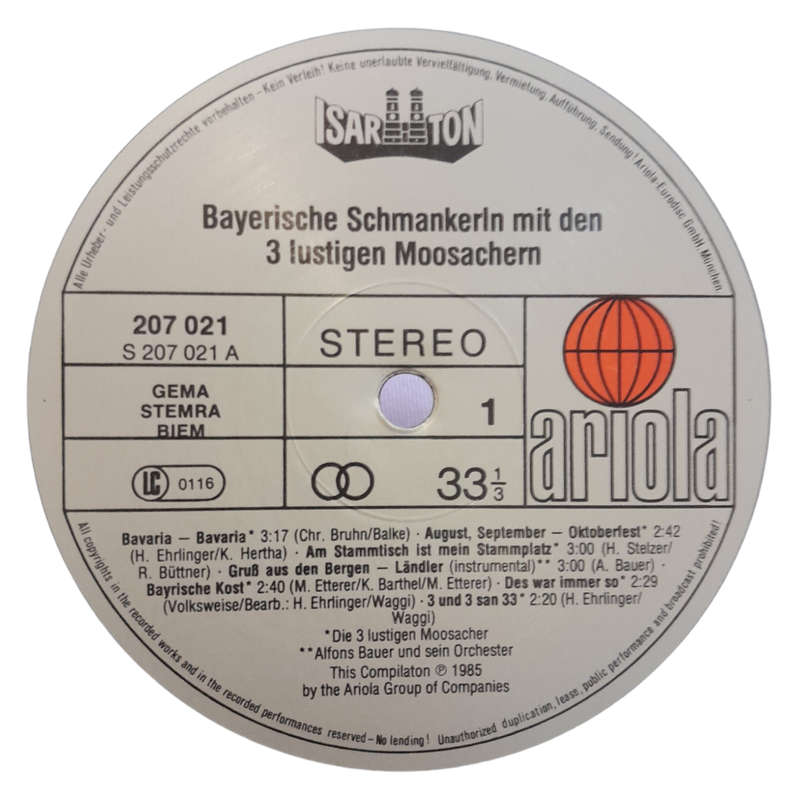 Alle Urheber- und Leistungsschutzrechte vorbehalten – Kein Verleih! Keine unerlaubte Vervielfältigung, Vermietung, Aufführung, Sendung! Ariola-Eurodisc GmbH, München
ISAR TON
Bayerische Schmankerln mit den
3 lustigen Moosachern
207 021
S 207 021 A
STEREO
GEMA
STEMRA
BIEM
1
ariola
LC 0116
33 1/3
Bavaria – Bavaria* 3:17 (Chr. Bruhn/Balke) · August, September – Oktoberfest* 2:42
(H. Ehrlinger/K. Hertha) · Am Stammtisch ist mein Stammplatz* 3:00 (H. Stelzer/
R. Büttner) · Gruß aus den Bergen – Ländler (instrumental)** 3:00 (A. Bauer) ·
Bayrische Kost* 2:40 (M. Etterer/K. Barthel/M. Etterer) · Des war immer so* 2:29
(Volksweise/Bearb.: H. Ehrlinger/Waggi) · 3 und 3 san 33* 2:20 (H. Ehrlinger/
Waggi)
*Die 3 lustigen Moosacher
**Alfons Bauer und sein Orchester
This Compilaton ℗ 1985
by the Ariola Group of Companies
All copyrights in the recorded works and in the recorded performances reserved – No lending! Unauthorized duplication, lease, public performance and broadcast prohibited!